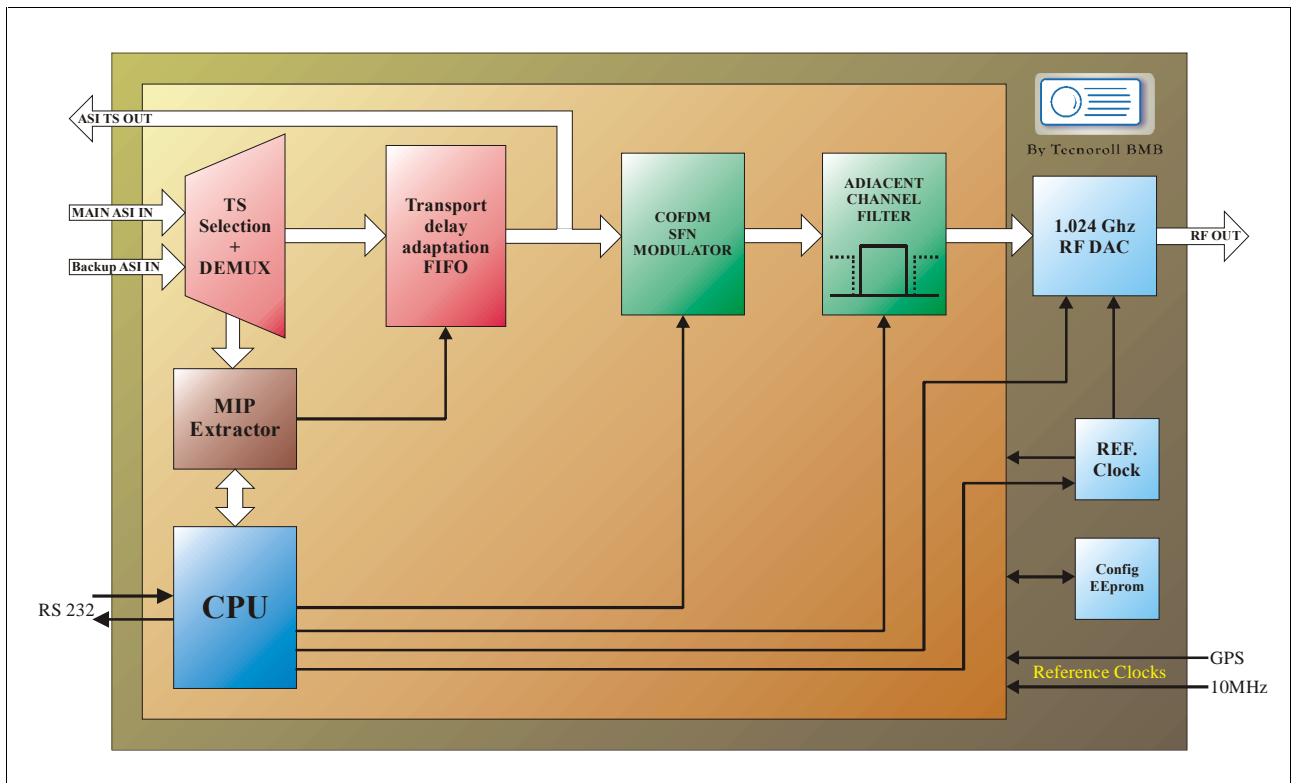 ASI TS OUT
By Tecnoroll BMB
MAIN ASI IN
Backup ASI IN
TS
Selection
+
DEMUX
Transport
delay
adaptation
FIFO
COFDM
SFN
MODULATOR
ADIACENT
CHANNEL
FILTER
1.024 Ghz
RF DAC
RF OUT
MIP
Extractor
REF.
Clock
CPU
RS 232
Config
EEprom
GPS
Reference Clocks
10MHz